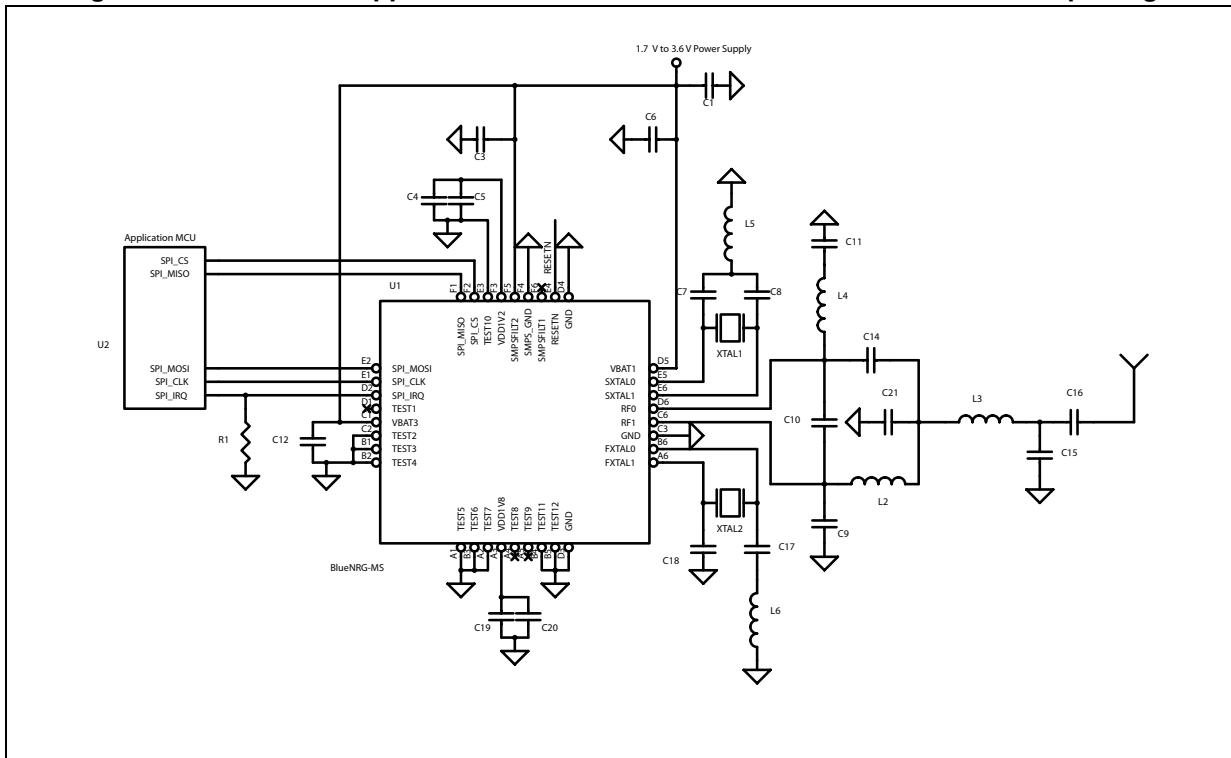 1.7 V to 3.6 V Power Supply
C1
C6
C3
C4
C5
L5
C11
Application MCU
SPI_CS
SPI_MISO
U2
SPI_MOSI
SPI_CLK
SPI_IRQ
U1
F1
F2
E3
F3
F5
F4
E4
D4
RESETN
SPI_MISO
SPI_CS
TEST10
VDD1V2
SMPSFILT2
SMPS_GND
SMPSFILT1
RESETN
GND
C7
C8
XTAL1
L4
C14
E2
SPI_MOSI
E1
SPI_CLK
D2
SPI_IRQ
D1
TEST1
C1
VBAT3
C2
TEST2
B1
TEST3
B2
TEST4
VBAT1
D5
SXTAL0
E5
SXTAL1
E6
RF0
D6
RF1
C6
GND
C3
FXTAL0
B6
FXTAL1
A6
R1
C12
C10
C21
L3
C16
C15
L2
C9
XTAL2
C18
C17
L6
TEST5
TEST6
TEST7
VDD1V8
TEST8
TEST9
TEST11
TEST12
GND
A1
BlueNRG-MS
C19
C20